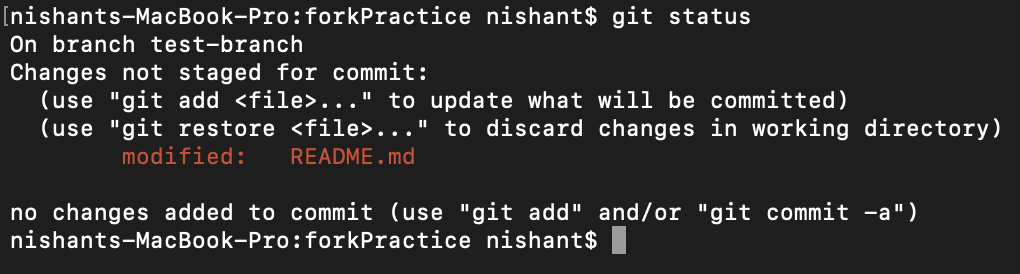 [nishants-MacBook-Pro:forkPractice nishant$ git status
On branch test-branch
Changes not staged for commit:
  (use "git add <file>..." to update what will be committed)
  (use "git restore <file>..." to discard changes in working directory)
        modified:   README.md

no changes added to commit (use "git add" and/or "git commit -a")
nishants-MacBook-Pro:forkPractice nishant$